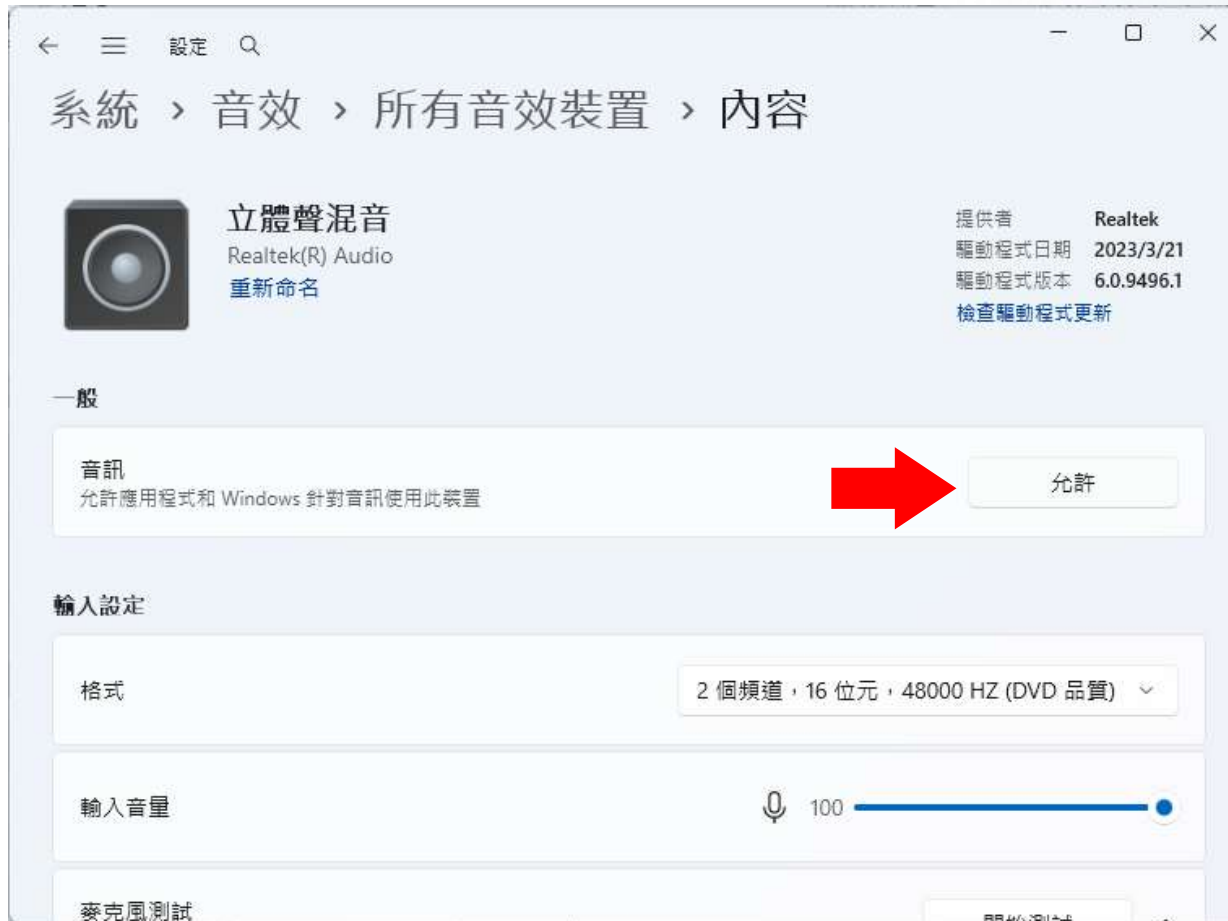 設定
系統 › 音效 › 所有音效裝置 › 內容
立體聲混音
Realtek(R) Audio
重新命名
提供者 Realtek
驅動程式日期 2023/3/21
驅動程式版本 6.0.9496.1
檢查驅動程式更新
一般
音訊
允許應用程式和 Windows 針對音訊使用此裝置
允許
輸入設定
格式
2 個頻道，16 位元，48000 HZ (DVD 品質)
輸入音量
100
麥克風測試
開始測試